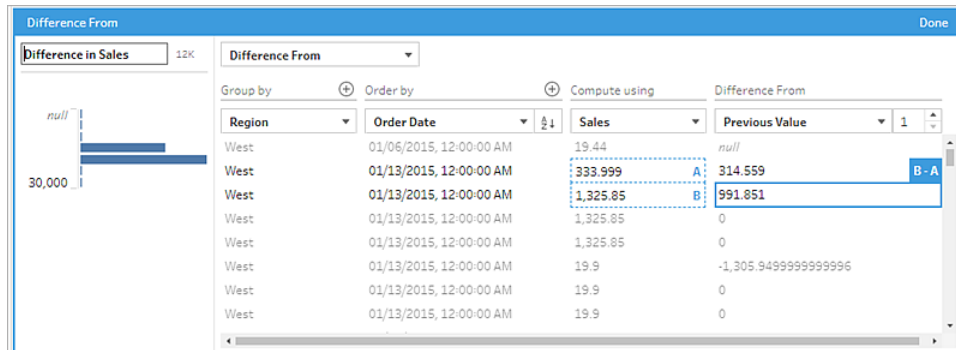 Difference From Done
Difference in Sales 12K Difference From
Group by Order by Compute using Difference From
Region Order Date A Z Sales Previous Value 1
null
30,000
West 01/06/2015, 12:00:00 AM 19.44 null
West 01/13/2015, 12:00:00 AM 333.999 A 314.559 B - A
West 01/13/2015, 12:00:00 AM 1,325.85 B 991.851
West 01/13/2015, 12:00:00 AM 1,325.85 0
West 01/13/2015, 12:00:00 AM 1,325.85 0
West 01/13/2015, 12:00:00 AM 19.9 -1,305.9499999999996
West 01/13/2015, 12:00:00 AM 19.9 0
West 01/13/2015, 12:00:00 AM 19.9 0